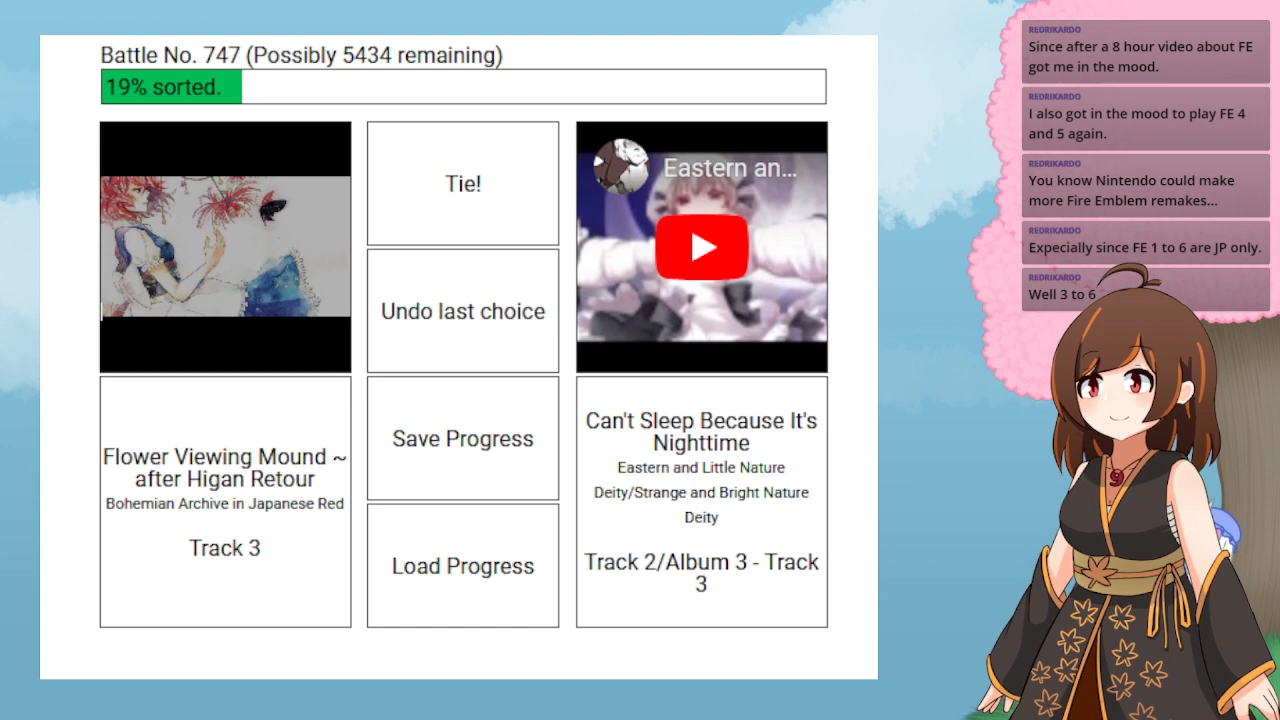 Battle No. 747 (Possibly 5434 remaining)
19% sorted.
Tie!
Undo last choice
Save Progress
Load Progress
Flower Viewing Mound ~
after Higan Retour
Bohemian Archive in Japanese Red
Track 3
Eastern an...
Can't Sleep Because It's
Nighttime
Eastern and Little Nature
Deity/Strange and Bright Nature
Deity
Track 2/Album 3 - Track
3
REDRIKARDO
Since after a 8 hour video about FE
got me in the mood.
REDRIKARDO
I also got in the mood to play FE 4
and 5 again.
REDRIKARDO
You know Nintendo could make
more Fire Emblem remakes...
REDRIKARDO
Expecially since FE 1 to 6 are JP only.
REDRIKARDO
Well 3 to 6